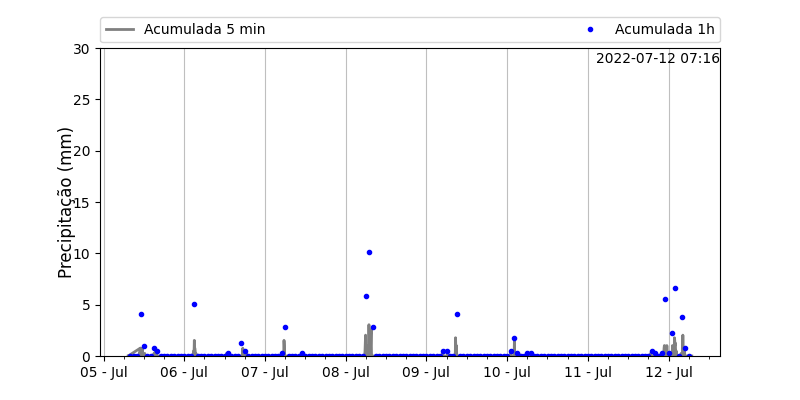 Acumulada 5 min
Acumulada 1h
2022-07-12 07:16
Precipitação (mm)
30
25
20
15
10
5
0
05 - Jul 06 - Jul 07 - Jul 08 - Jul 09 - Jul 10 - Jul 11 - Jul 12 - Jul